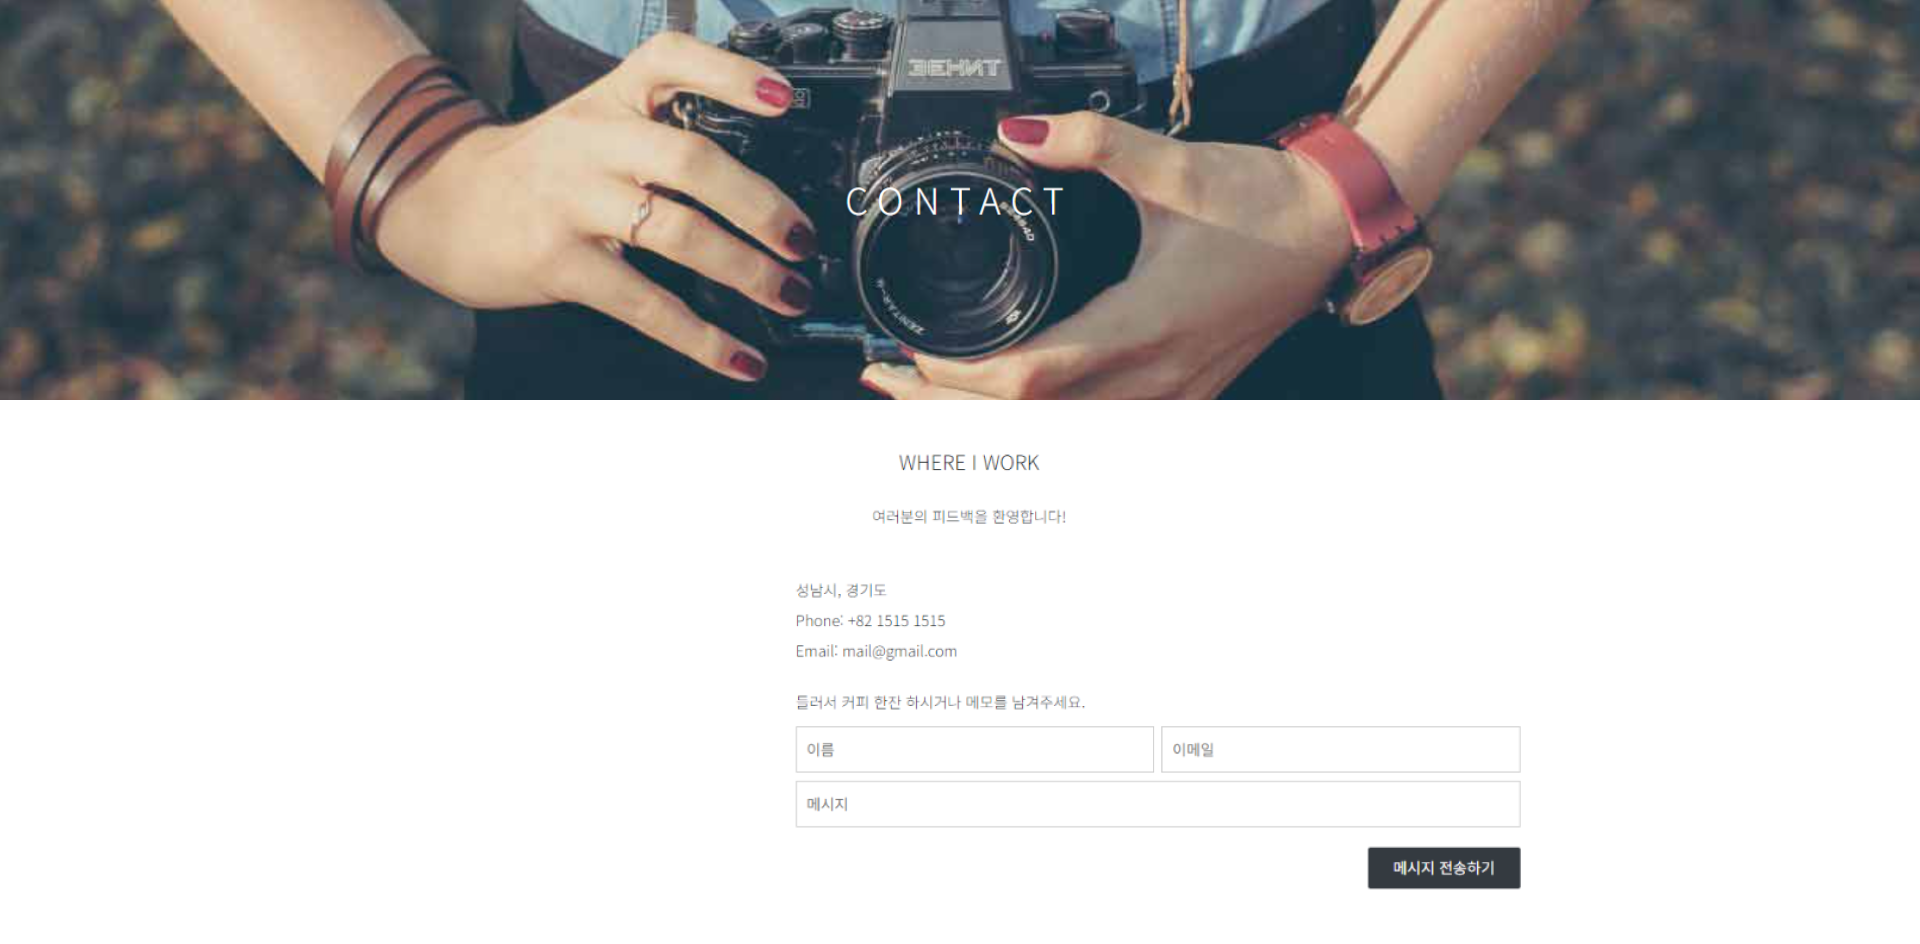 ЗЕНИТ
CONTACT
ZENITAR-M
WHERE I WORK
여러분의 피드백을 환영합니다!
성남시, 경기도
Phone: +82 1515 1515
Email: mail@gmail.com
들러서 커피 한잔 하시거나 메모를 남겨주세요.
이름
이메일
메시지
메시지 전송하기